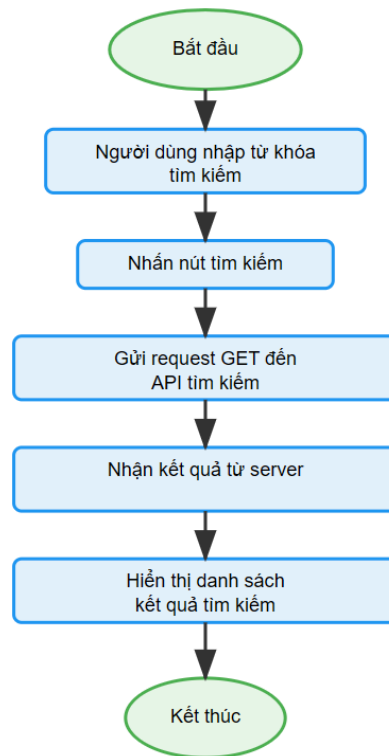 Bắt đầu
Người dùng nhập từ khóa
tìm kiếm
Nhấn nút tìm kiếm
Gửi request GET đến
API tìm kiếm
Nhận kết quả từ server
Hiển thị danh sách
kết quả tìm kiếm
Kết thúc